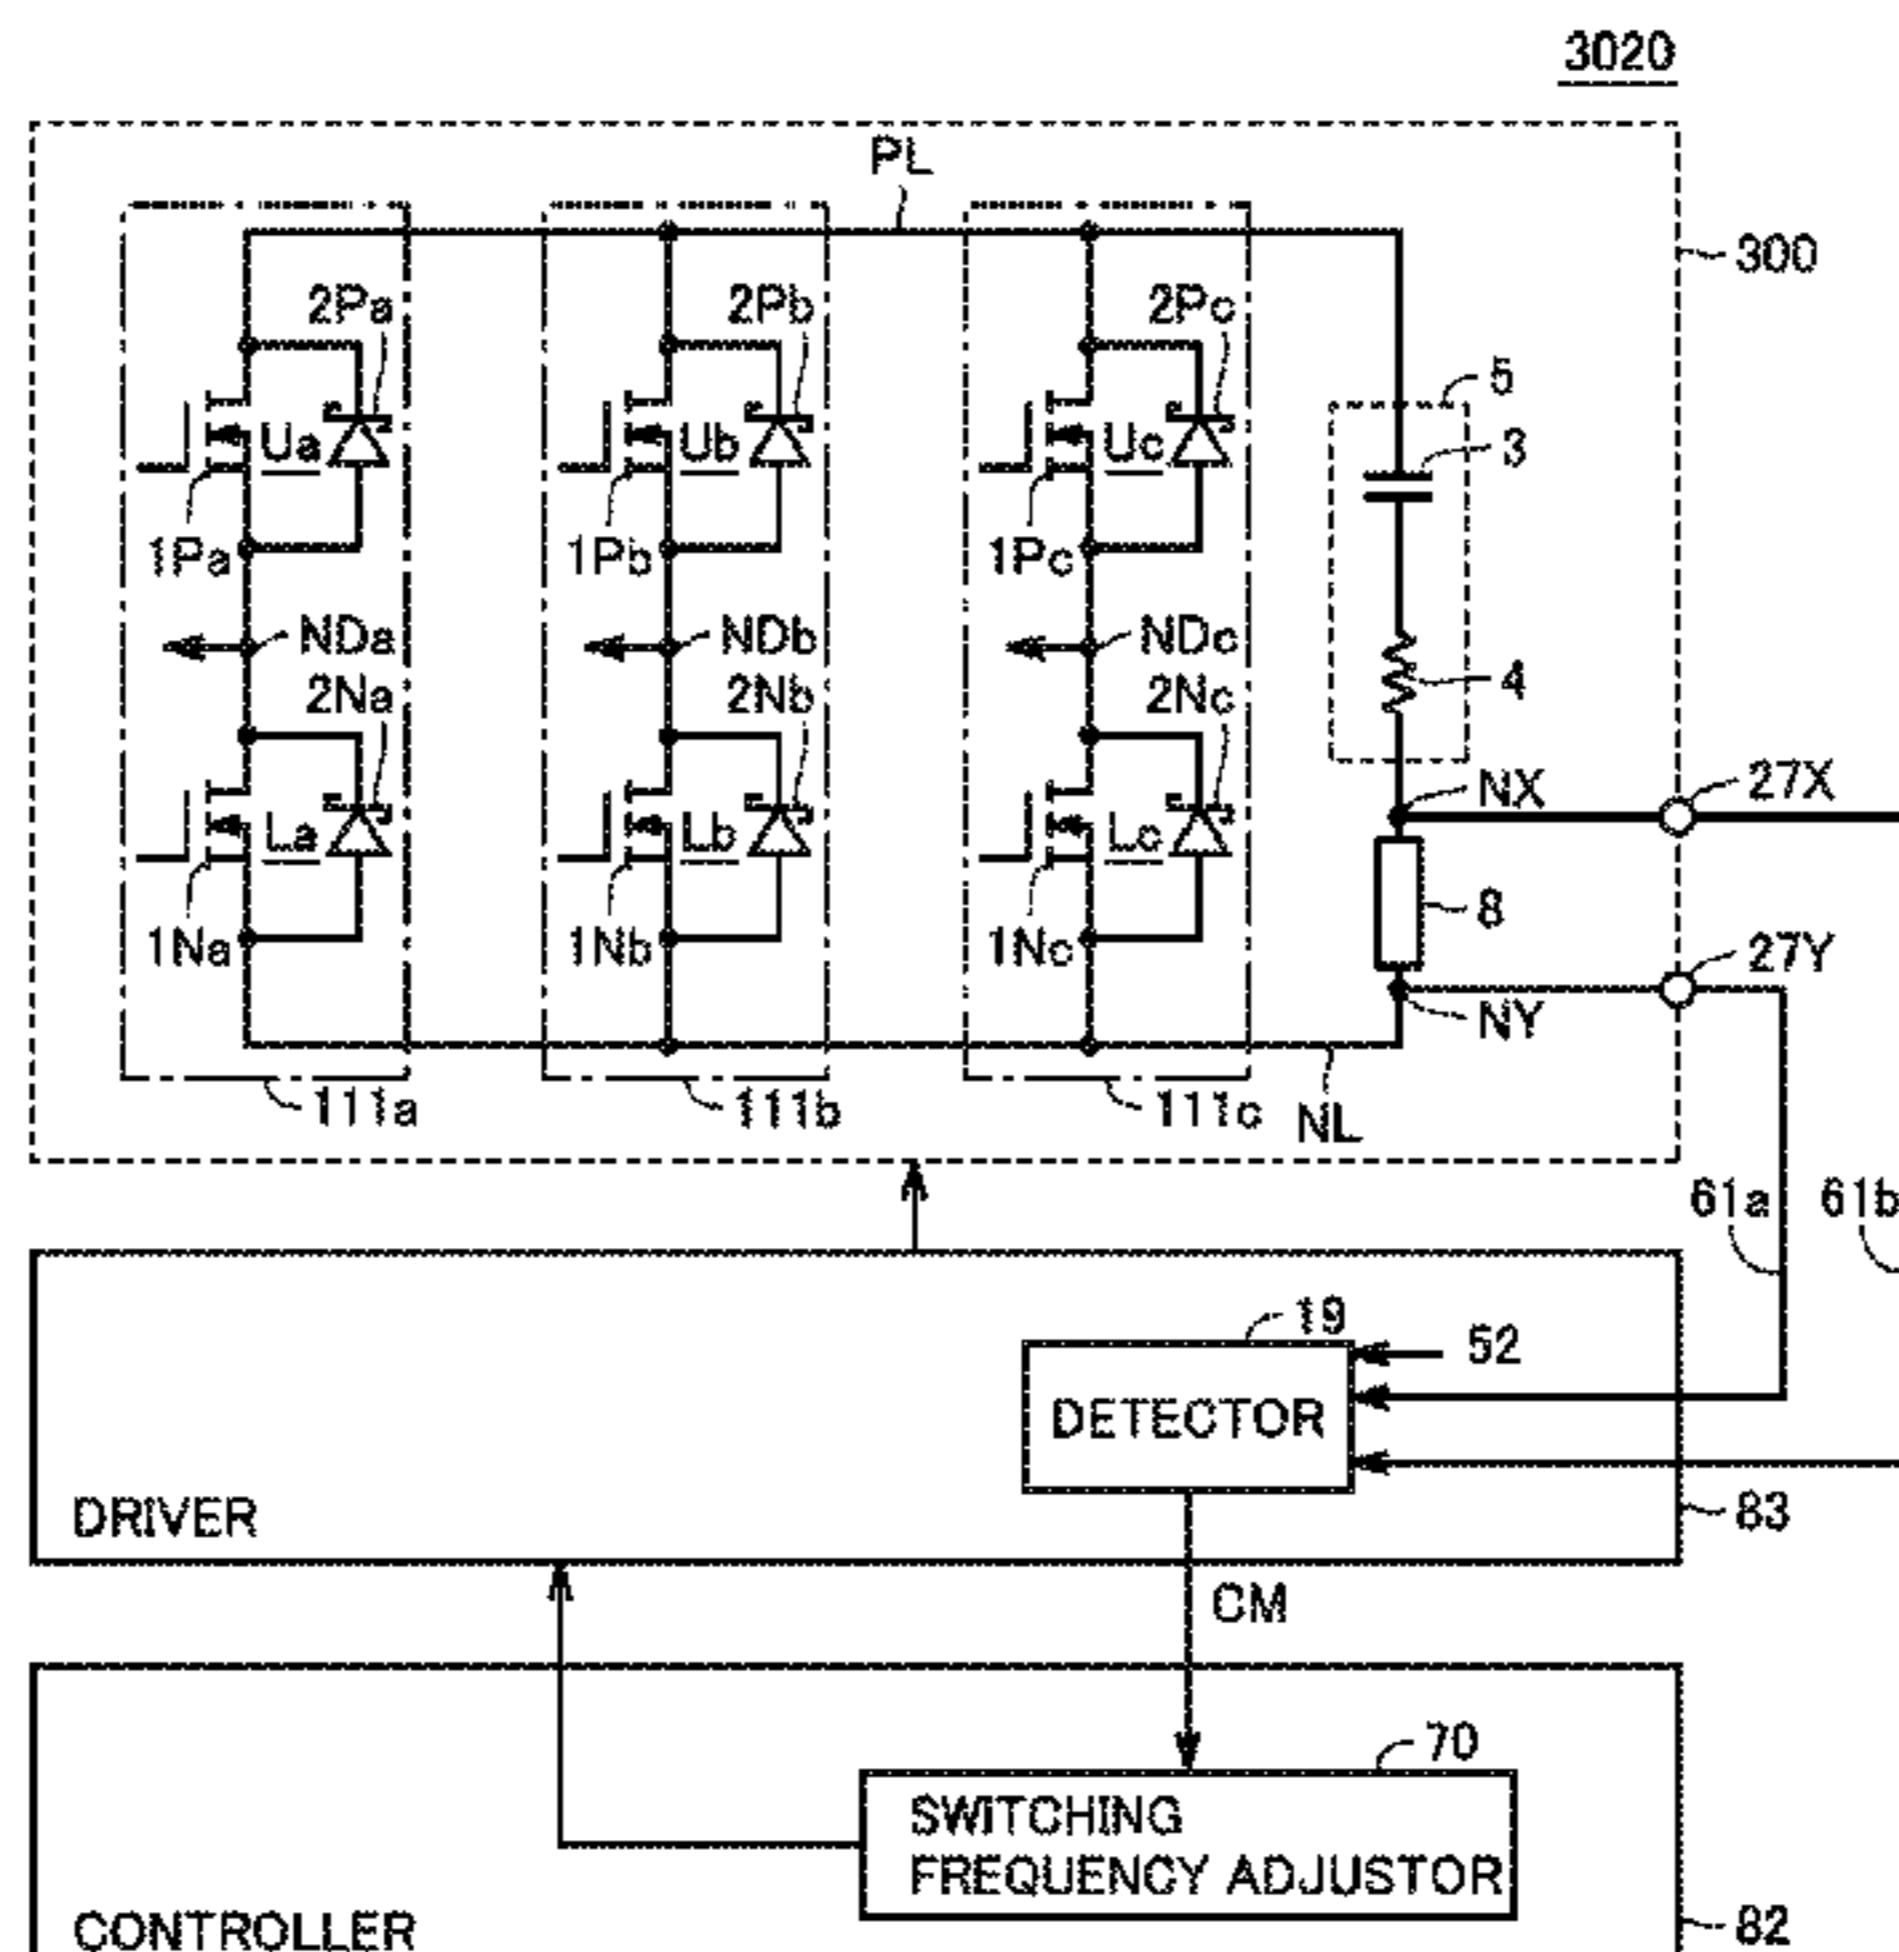 3020
PL
300
2Pa
2Pb
2Pc
5
3
Ua
Ub
Uc
1Pa
1Pb
1Pc
NDa
NDb
NDc
4
2Na
2Nb
2Nc
NX
27X
La
Lb
Lc
8
1Na
1Nb
1Nc
27Y
NY
111a
111b
111c
NL
61a
61b
19
52
DETECTOR
DRIVER
83
CM
70
SWITCHING
FREQUENCY ADJUSTOR
CONTROLLER
82